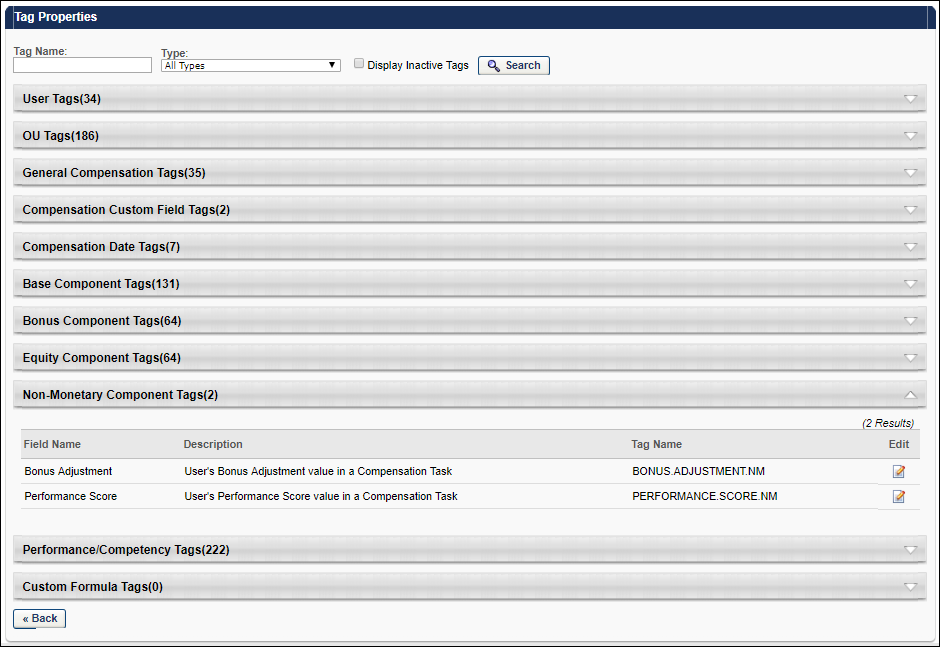 Tag Properties
Tag Name:
Type:
All Types
Display Inactive Tags
Search
User Tags(34)
OU Tags(186)
General Compensation Tags(35)
Compensation Custom Field Tags(2)
Compensation Date Tags(7)
Base Component Tags(131)
Bonus Component Tags(64)
Equity Component Tags(64)
Non-Monetary Component Tags(2)
(2 Results)
Field Name Description Tag Name Edit
Bonus Adjustment User's Bonus Adjustment value in a Compensation Task BONUS.ADJUSTMENT.NM
Performance Score User's Performance Score value in a Compensation Task PERFORMANCE.SCORE.NM
Performance/Competency Tags(222)
Custom Formula Tags(0)
« Back